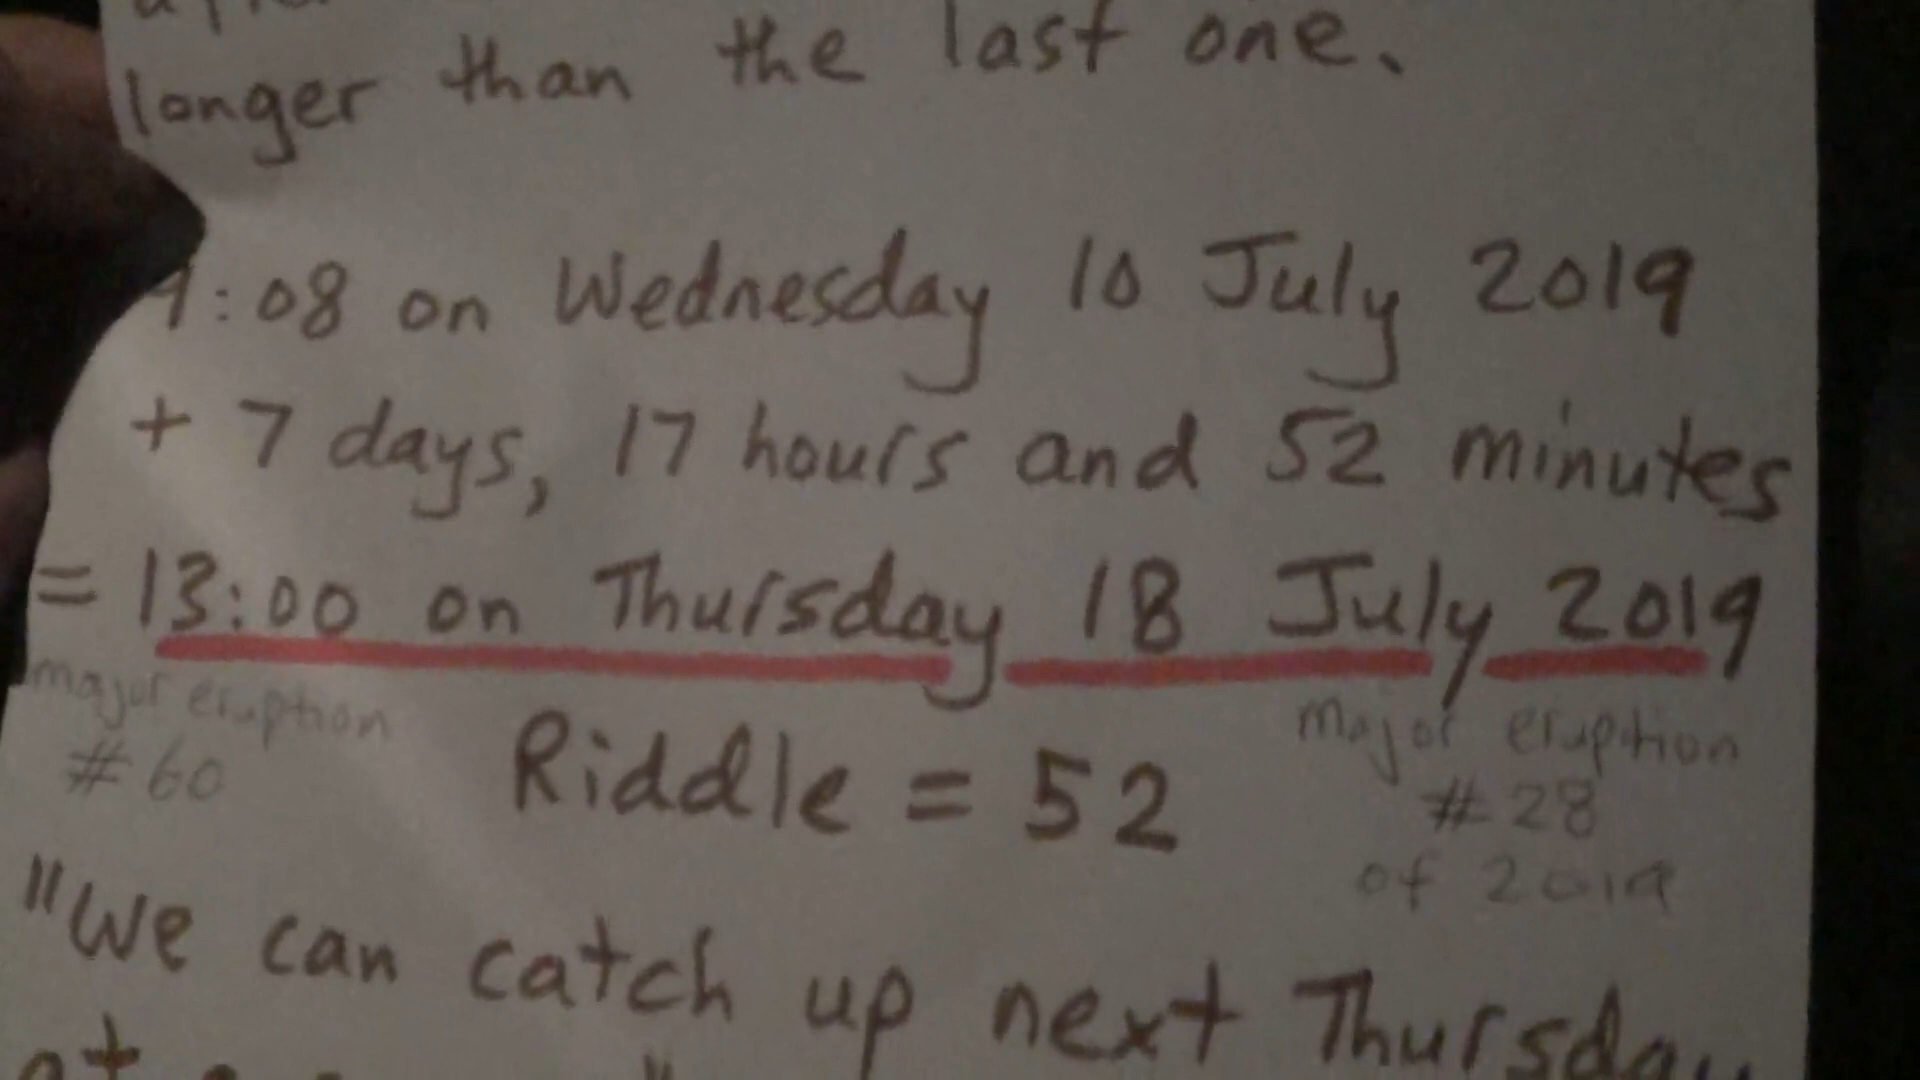 longer than the last one.
:08 on Wednesday 10 July 2019
+ 7 days, 17 hours and 52 minutes
= 13:00 on Thursday 18 July 2019
major eruption
#60
Riddle = 52
Major eruption
#28
of 2019
"We can catch up next Thursday
at